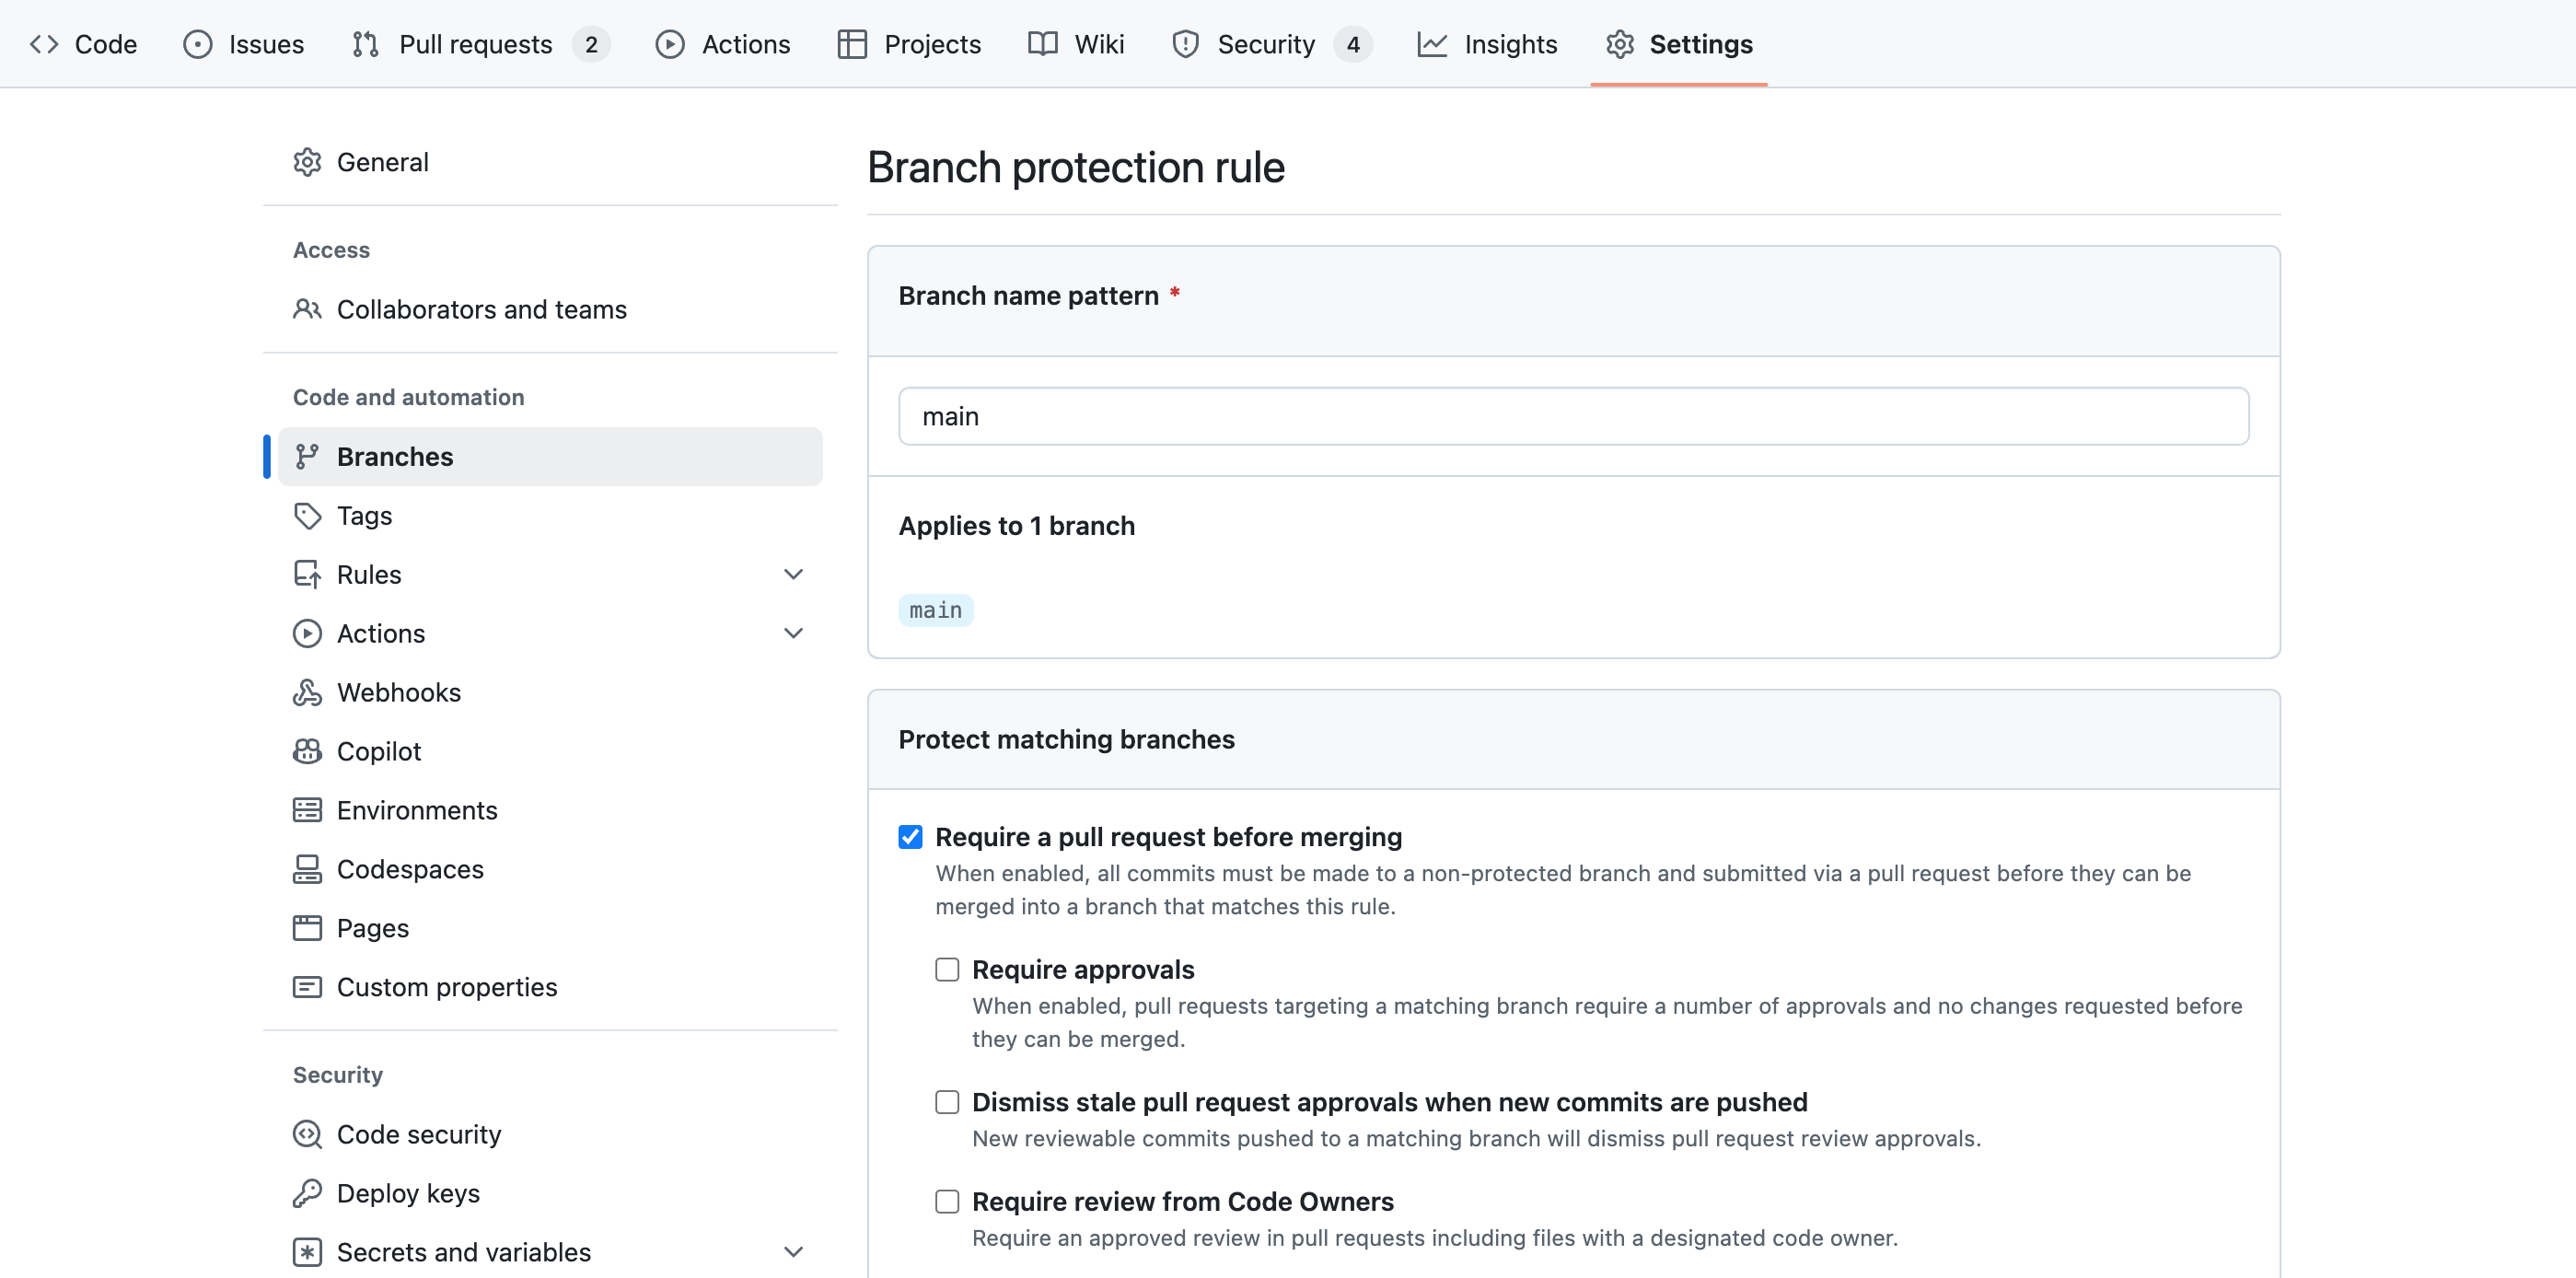 Code Issues Pull requests 2 Actions Projects Wiki Security 4 Insights Settings
General
Access
Collaborators and teams
Code and automation
Branches
Tags
Rules
Actions
Webhooks
Copilot
Environments
Codespaces
Pages
Custom properties
Security
Code security
Deploy keys
Secrets and variables
Branch protection rule
Branch name pattern *
main
Applies to 1 branch
main
Protect matching branches
Require a pull request before merging
When enabled, all commits must be made to a non-protected branch and submitted via a pull request before they can be
merged into a branch that matches this rule.
Require approvals
When enabled, pull requests targeting a matching branch require a number of approvals and no changes requested before
they can be merged.
Dismiss stale pull request approvals when new commits are pushed
New reviewable commits pushed to a matching branch will dismiss pull request review approvals.
Require review from Code Owners
Require an approved review in pull requests including files with a designated code owner.